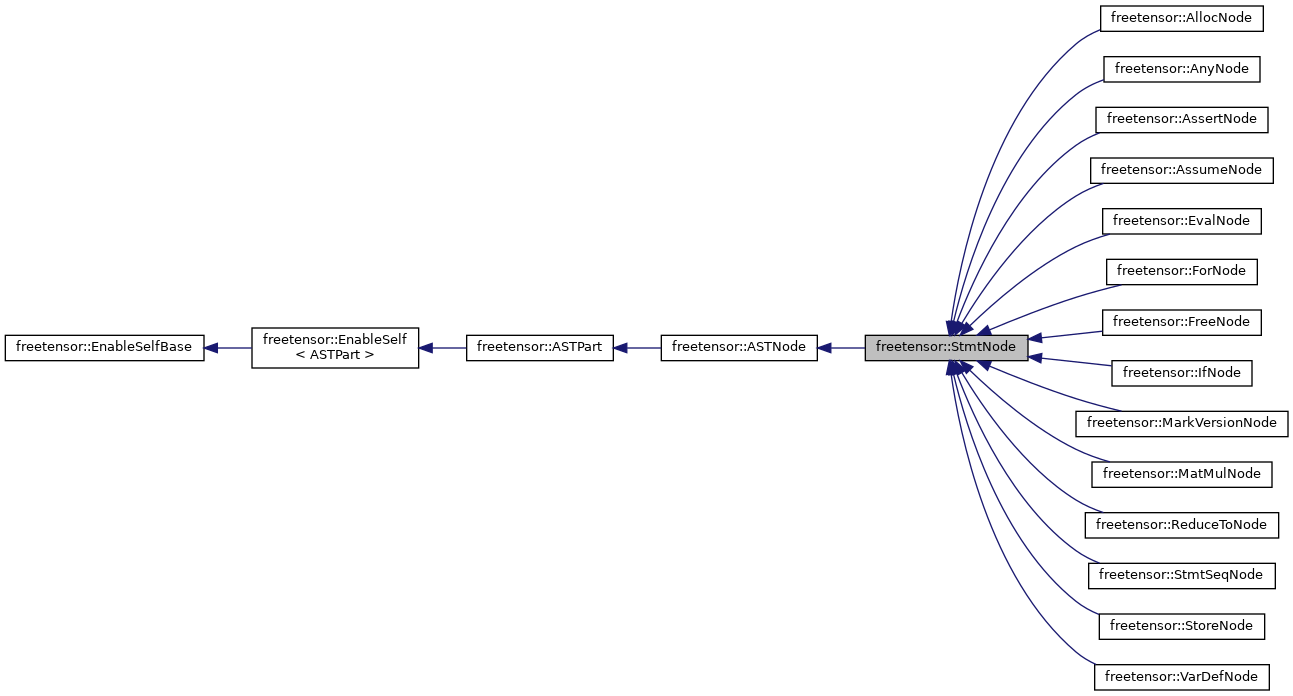 freetensor::AllocNode
freetensor::AnyNode
freetensor::AssertNode
freetensor::AssumeNode
freetensor::EvalNode
freetensor::ForNode
freetensor::FreeNode
freetensor::EnableSelfBase
freetensor::EnableSelf
< ASTPart >
freetensor::ASTPart
freetensor::ASTNode
freetensor::StmtNode
freetensor::IfNode
freetensor::MarkVersionNode
freetensor::MatMulNode
freetensor::ReduceToNode
freetensor::StmtSeqNode
freetensor::StoreNode
freetensor::VarDefNode